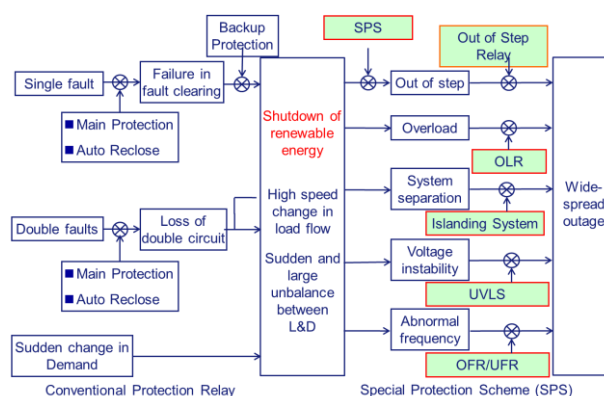 Backup
Protection
SPS
Out of Step
Relay
Single fault
Failure in
fault clearing
Out of step
■ Main Protection
■ Auto Reclose
Shutdown of
renewable
energy
Overload
OLR
High speed
change in
load flow
System
separation
Islanding System
Wide-
spread
outage
Double faults
Loss of
double circuit
■ Main Protection
■ Auto Reclose
Sudden and
large
unbalance
between
L&D
Voltage
instability
UVLS
Abnormal
frequency
OFR/UFR
Sudden change in
Demand
Conventional Protection Relay
Special Protection Scheme (SPS)